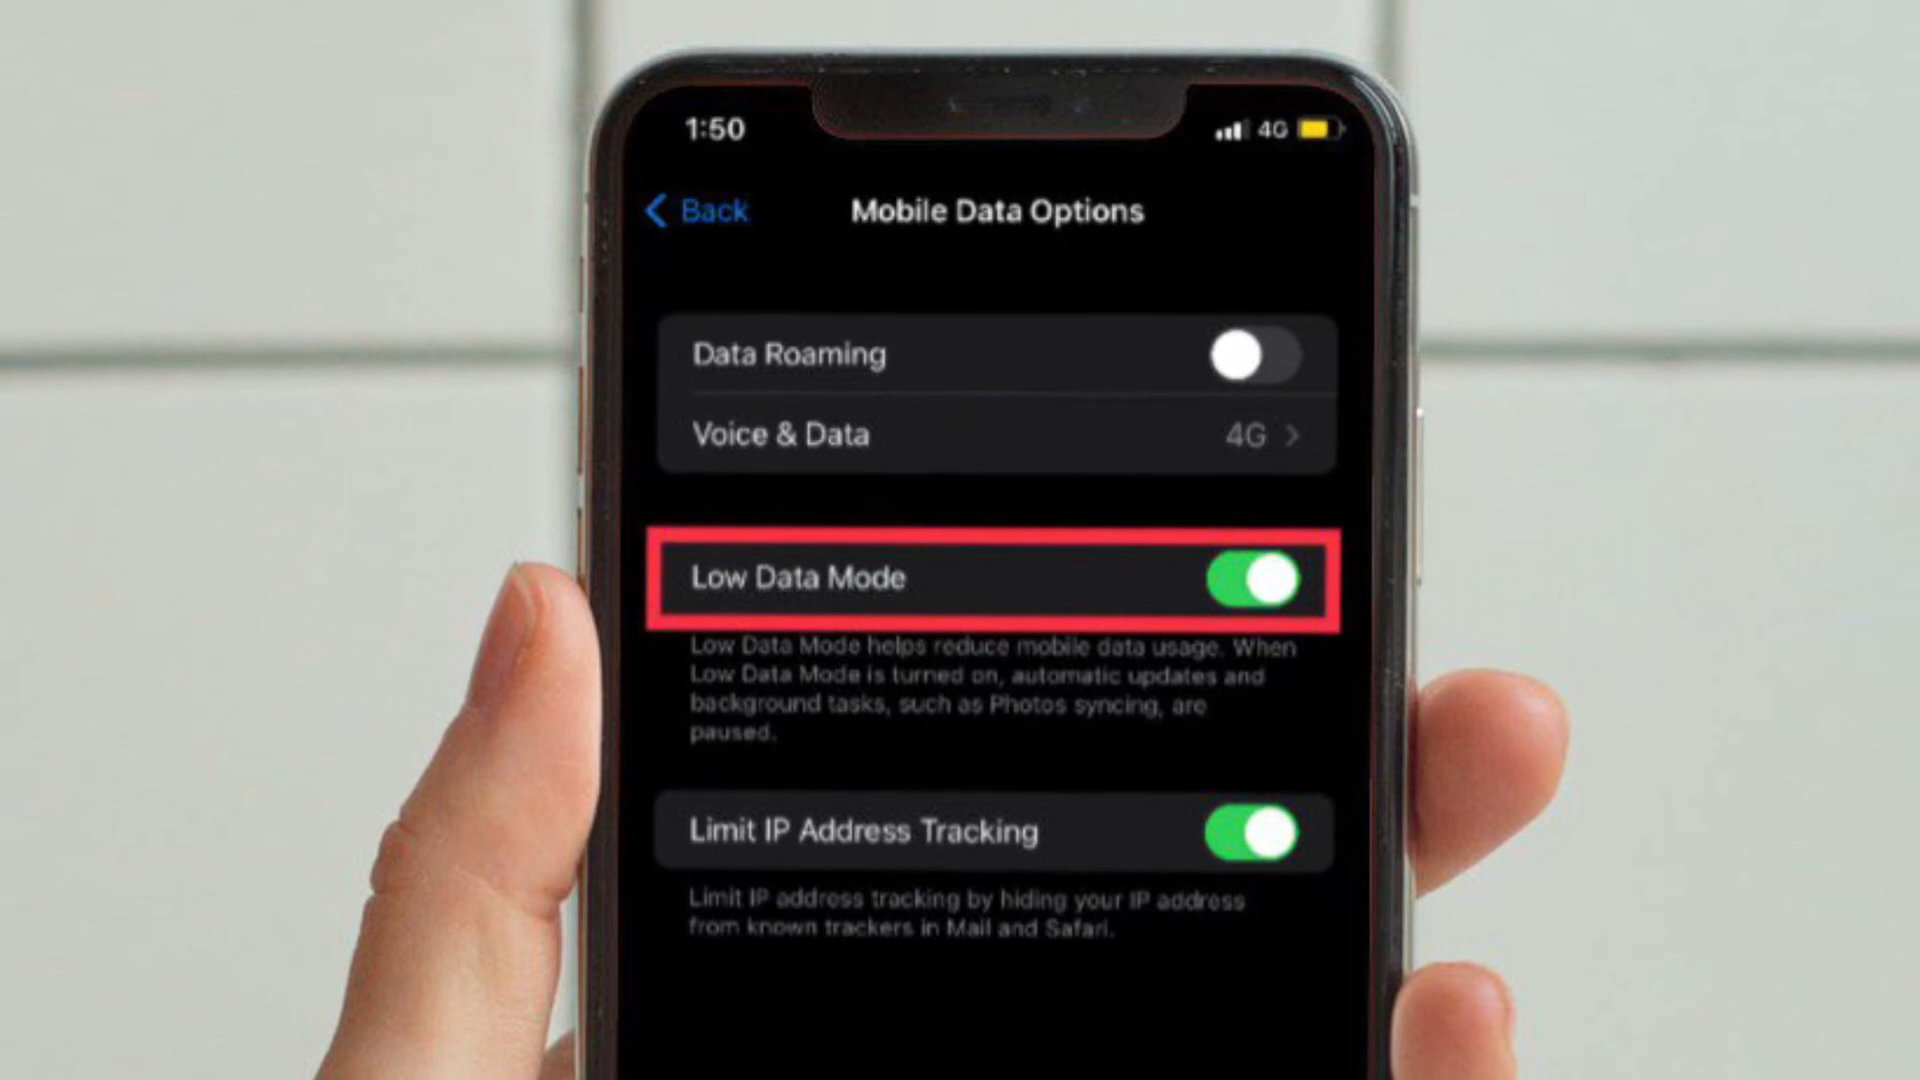 1:50
4G
Back
Mobile Data Options
Data Roaming
Voice & Data
4G
Low Data Mode
Low Data Mode helps reduce mobile data usage. When
Low Data Mode is turned on, automatic updates and
background tasks, such as Photos syncing, are
paused.
Limit IP Address Tracking
Limit IP address tracking by hiding your IP address
from known trackers in Mail and Safari.